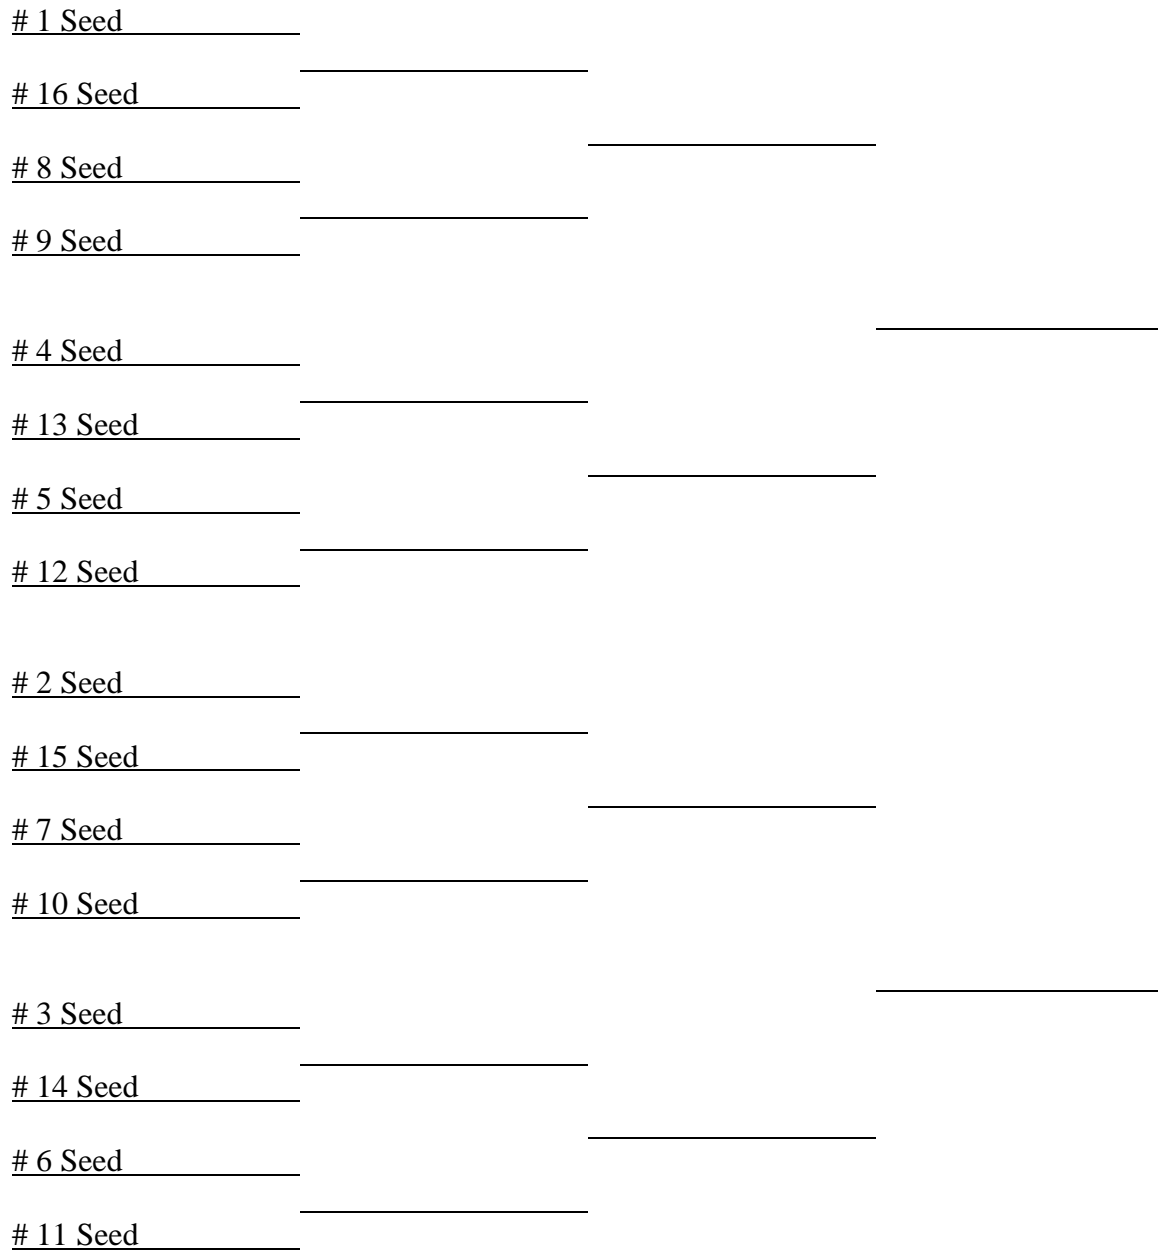 # 1 Seed
# 16 Seed
# 8 Seed
# 9 Seed
# 4 Seed
# 13 Seed
# 5 Seed
# 12 Seed
# 2 Seed
# 15 Seed
# 7 Seed
# 10 Seed
# 3 Seed
# 14 Seed
# 6 Seed
# 11 Seed